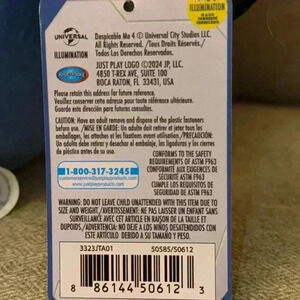 UNIVERSAL
ILLUMINATION
Despicable Me 4 © Universal City Studios LLC.
All Rights Reserved./Tous Droits Réservés./
Todos Los Derechos Reservados.
JUST PLAY LOGO ©2024 JP, LLC
4850 T-REX AVE, SUITE 100
BOCA RATON, FL 33431, USA
Please retain this for future reference.
Veuillez conserver cette adresse pour toute référence ultérieure.
Guarda esta dirección para futuras consultas.
CAUTION: Have an adult remove and dispose of the plastic fasteners
before use./MISE EN GARDE: Un adulte doit retirer et jeter tous les
emballages, les attaches et les fixations avant utilisation./PRECAUCIÓN:
Un adulto debe retirar y desechar el embalaje, las ligaduras y los cierres
de plástico antes de su uso.
1-800-317-3245
customerservice@justplayproducts.com
justplayproducts.com
CONFORMS TO THE SAFETY
REQUIREMENTS OF ASTM F963
CONFORME AUX EXIGENCES DE
SÉCURITÉ ASTM F963
CUMPLE LOS REQUISITOS DE
SEGURIDAD DE ASTM F963
WARNING: DO NOT LEAVE CHILD UNATTENDED WITH THIS ITEM DUE TO
SIZE AND WEIGHT./AVERTISSEMENT: NE PAS LAISSER UN ENFANT SANS
SURVEILLANCE AVEC CET ARTICLE EN RAISON DE LA TAILLE ET
DU POIDS./ADVERTENCIA: NO DEJE A LOS NIÑOS DESATENDIDOS CON
ESTE ARTÍCULO DEBIDO A SU TAMAÑO Y PESO.
3323JTA01
50585/50612
8 86144 50612 3
ILLUMINATION